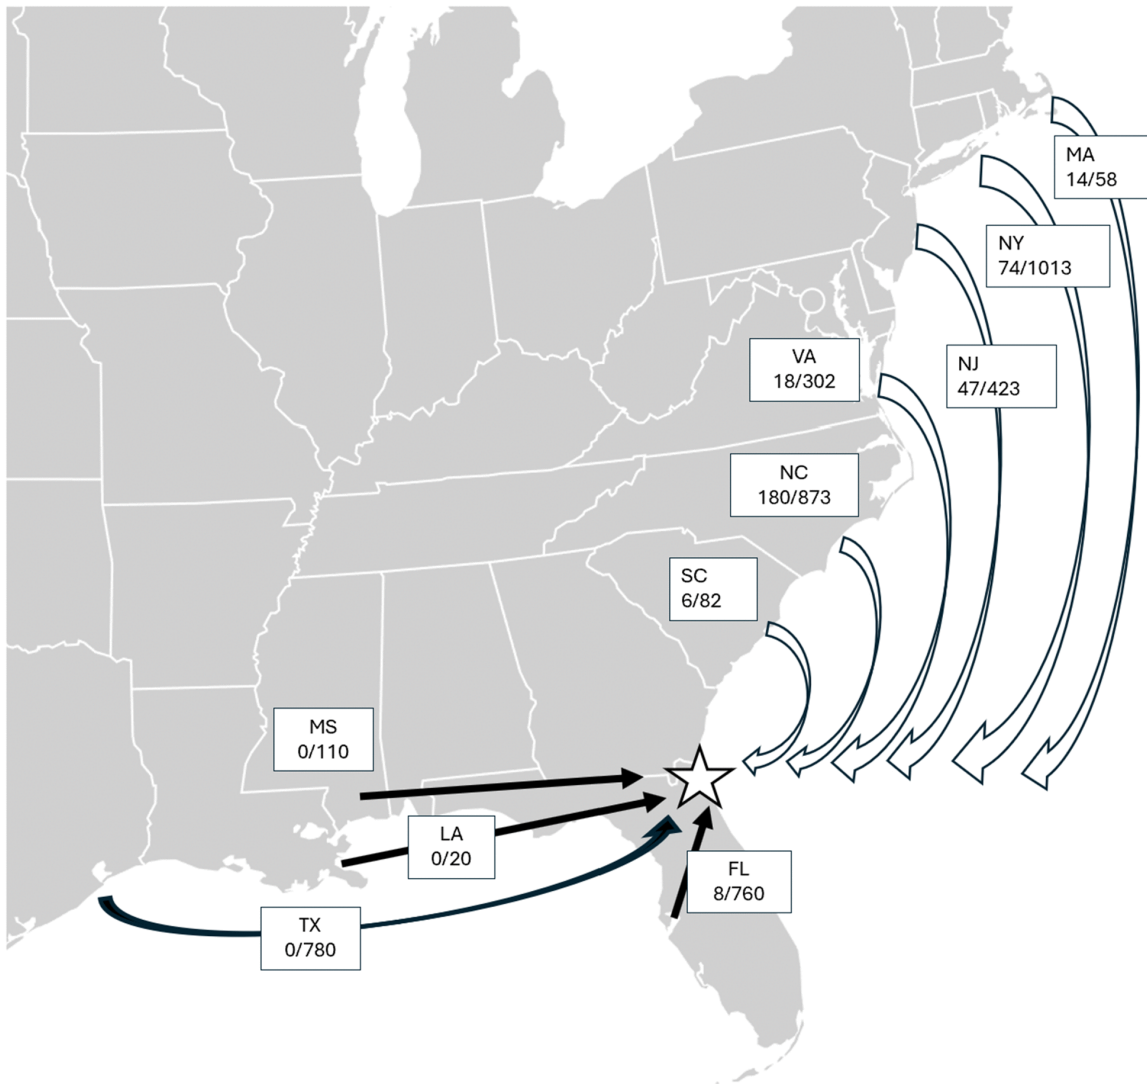 MA
14/58
NY
74/1013
VA
18/302
NJ
47/423
NC
180/873
SC
6/82
MS
0/110
LA
0/20
FL
8/760
TX
0/780